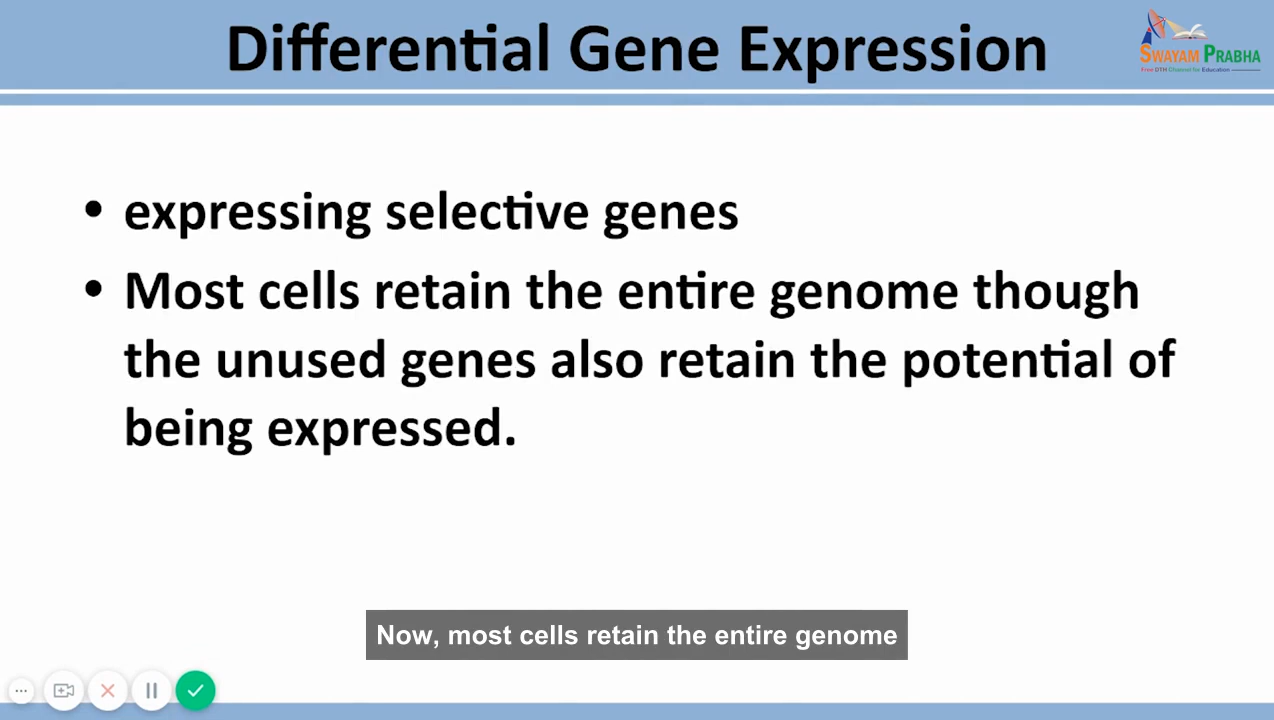 Differential Gene Expression
SWAYAM PRABHA
Free DTH Channel for Education
• expressing selective genes
• Most cells retain the entire genome though
the unused genes also retain the potential of
being expressed.
Now, most cells retain the entire genome